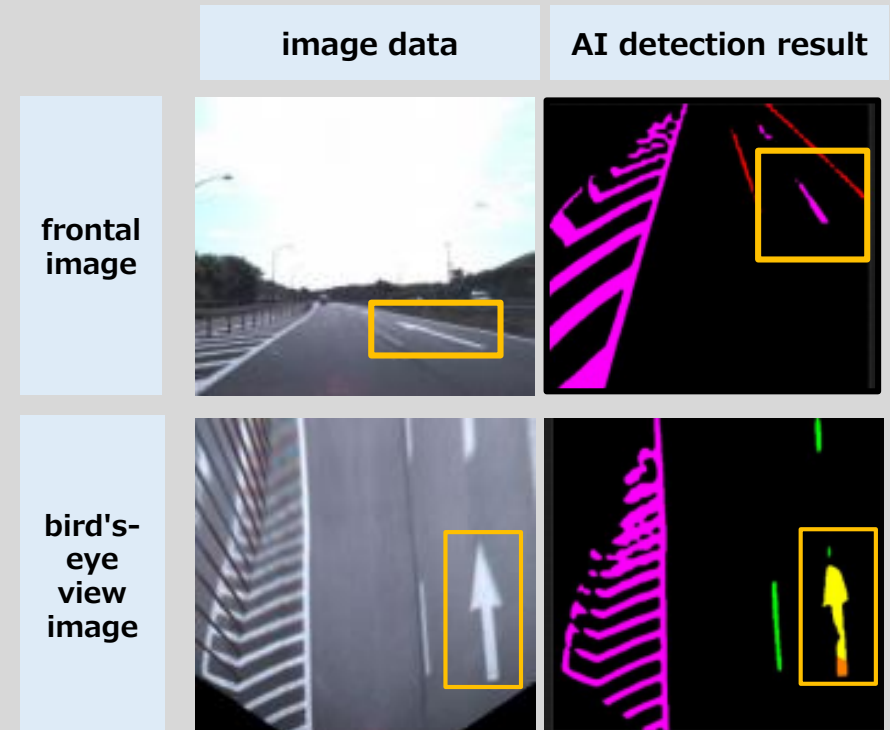 image data
AI detection result
frontal
image
bird's-
eye
view
image